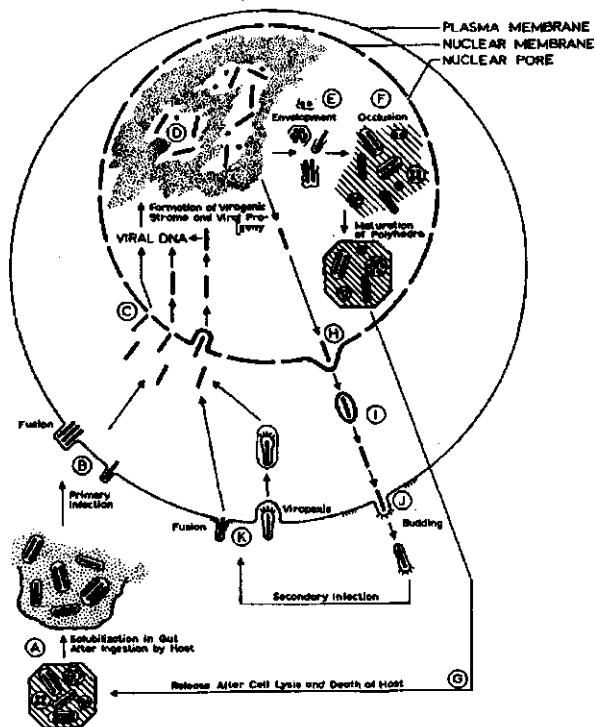 PLASMA MEMBRANE
NUCLEAR MEMBRANE
NUCLEAR PORE
E
F
Envelopment
Occlusion
D
Formation of Virogenic
Stroma and Viral Pro-
geny
Maturation
of Polyhedra
VIRAL DNA
C
H
I
Fusion
B
J
Primary
Infection
Viropexis
Budding
Fusion
K
Secondary Infection
A
Solubilization in Gut
After Ingestion by Host
G
Release After Cell Lysis and Death of Host